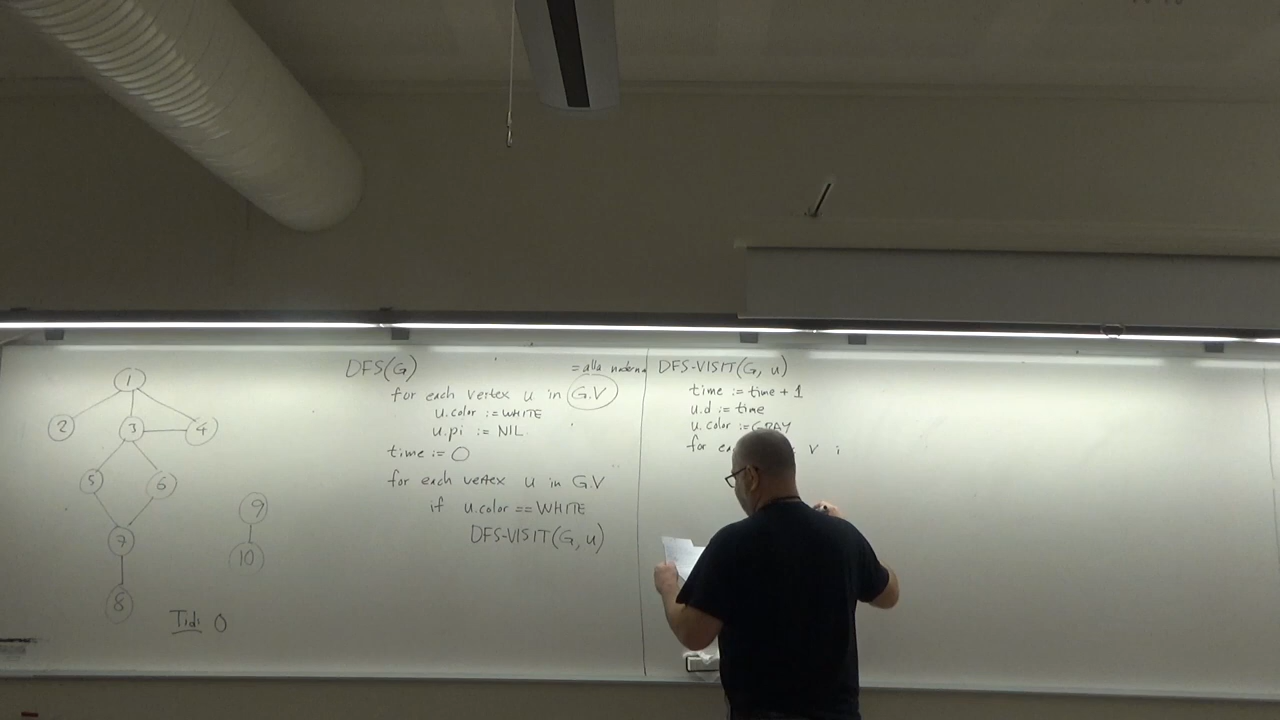 1
2 3 4
5 6
7
8
9
10
Tid: 0
DFS(G)
= alla noderna
for each vertex u in G.V
u.color := WHITE
u.pi := NIL
time := 0
for each vertex u in G.V
if u.color == WHITE
DFS-VISIT(G, u)
DFS-VISIT(G, u)
time := time + 1
u.d := time
u.color := GRAY
for v i